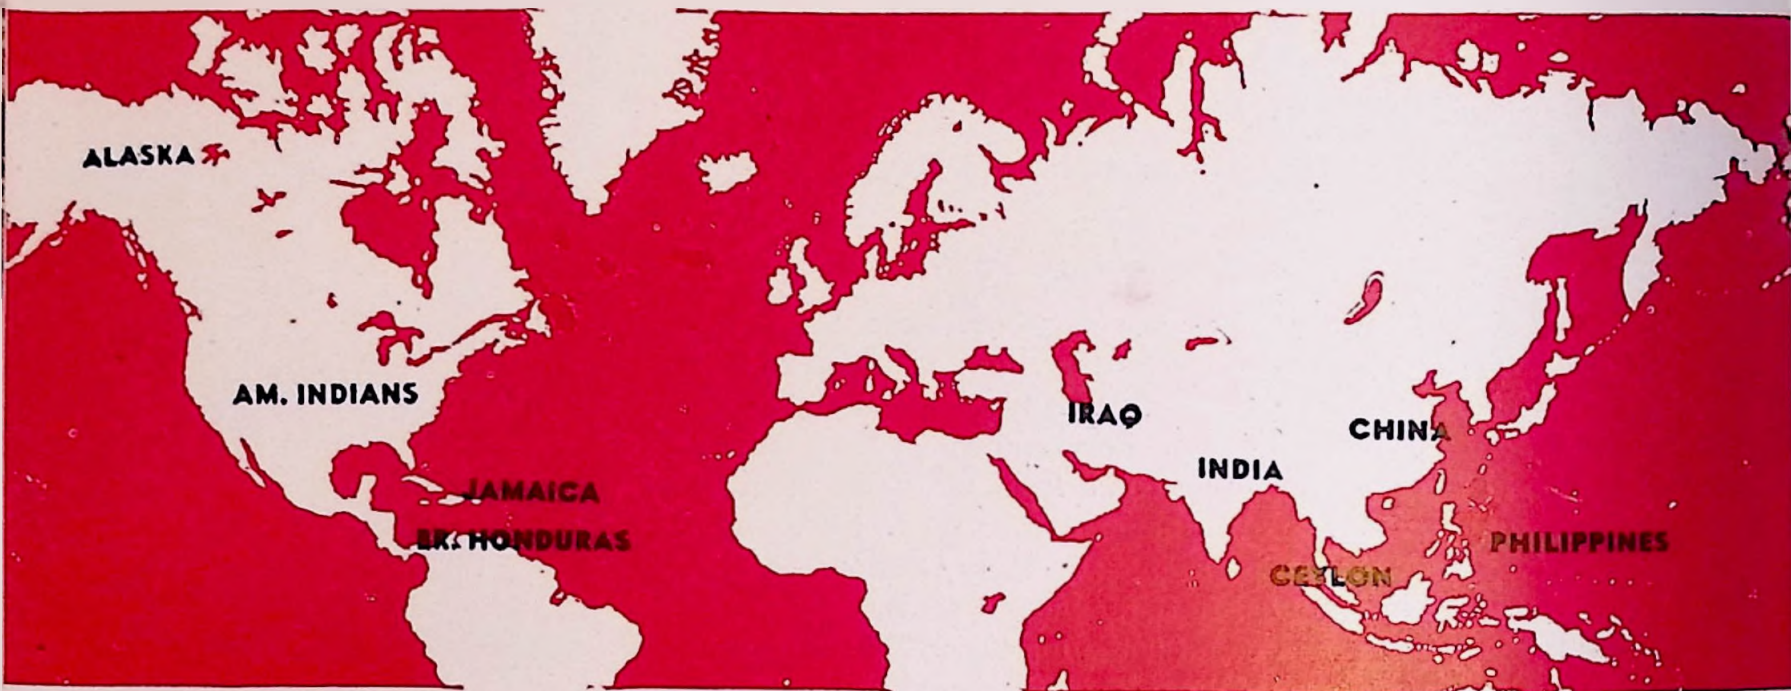 ALASKA
AM. INDIANS
IRAQ
CHINA
INDIA
JAMAICA
BR. HONDURAS
PHILIPPINES
CEYLON